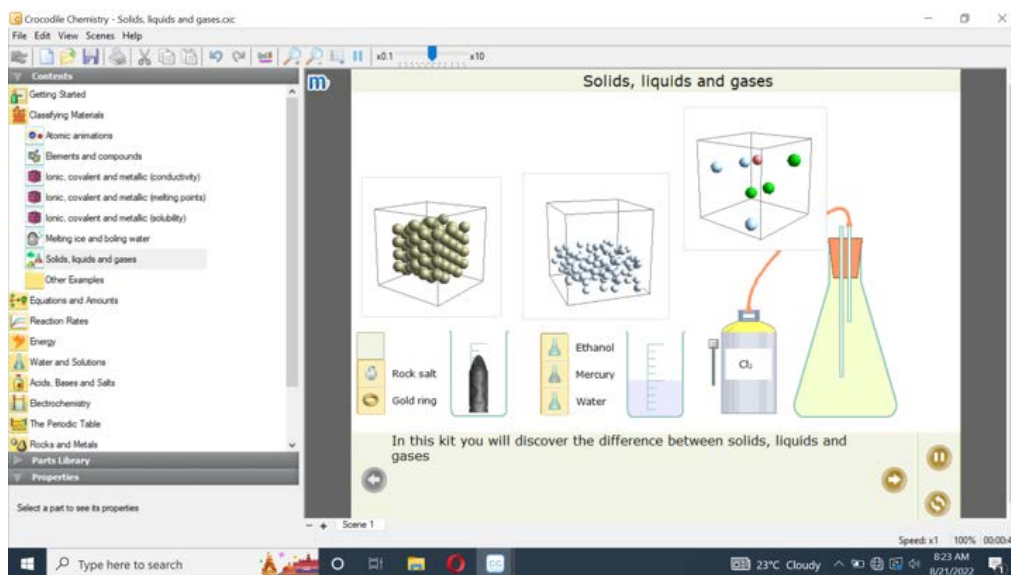 Crocodile Chemistry - Solids, liquids and gases.cxc
File Edit View Scenes Help
x0.1 x10
Contents
Getting Started
Classifying Materials
Atomic animations
Elements and compounds
Ionic, covalent and metallic (conductivity)
Ionic, covalent and metallic (melting points)
Ionic, covalent and metallic (solubility)
Melting ice and boiling water
Solids, liquids and gases
Other Examples
Equations and Amounts
Reaction Rates
Energy
Water and Solutions
Acids, Bases and Salts
Electrochemistry
The Periodic Table
Rocks and Metals
Parts Library
Properties
Select a part to see its properties
m
Solids, liquids and gases
Rock salt
Gold ring
Ethanol
Mercury
Water
Cl₂
In this kit you will discover the difference between solids, liquids and
gases
- + Scene 1
Speed: x1 100% 00:00:4
Type here to search
23°C Cloudy
8:23 AM
8/21/2022